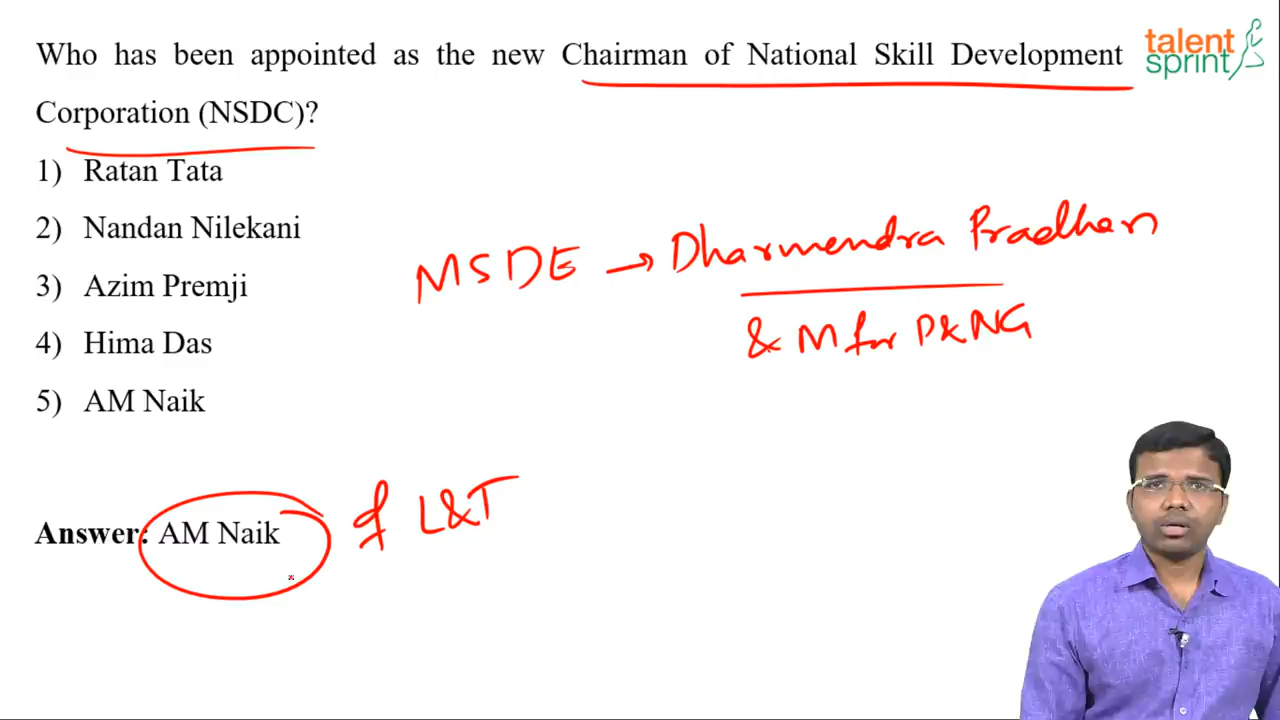 Who has been appointed as the new Chairman of National Skill Development
Corporation (NSDC)?
talent
sprint
1) Ratan Tata
2) Nandan Nilekani
3) Azim Premji
4) Hima Das
5) AM Naik
MSDE → Dharmendra Pradhan
& M for P&NG
Answer: AM Naik
of L&T